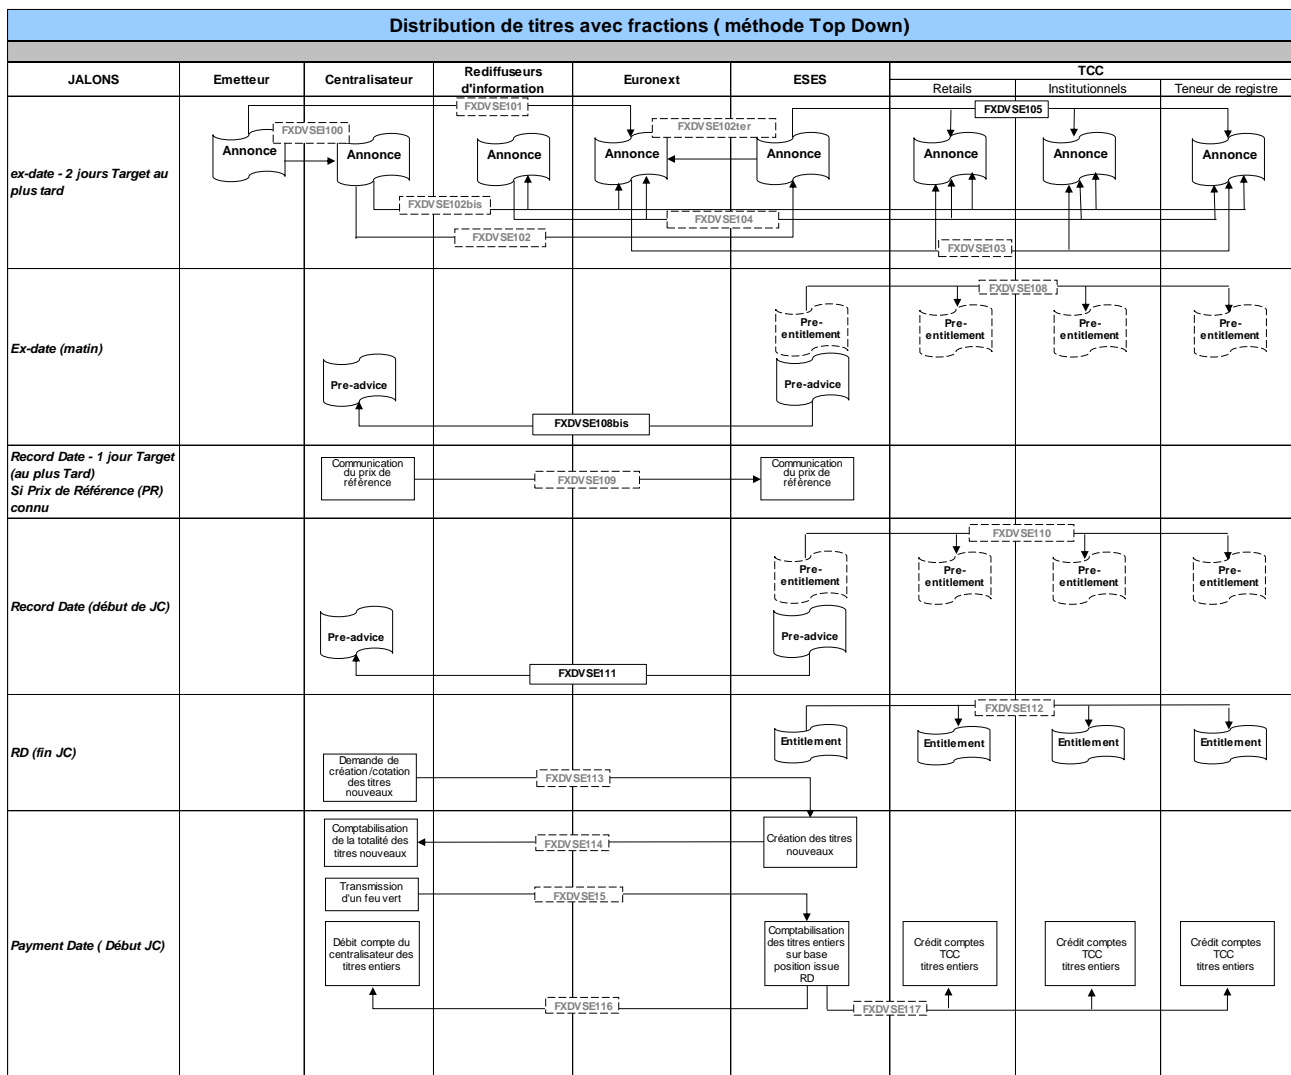 Distribution de titres avec fractions ( méthode Top Down)
JALONS
Emetteur
Centralisateur
Rediffuseurs
d'information
Euronext
ESES
TCC
Retails
Institutionnels
Teneur de registre
ex-date - 2 jours Target au
plus tard
FXDVSE101
FXDVSE105
FXDVSEI100
FXDVSE102ter
Annonce
Annonce
Annonce
Annonce
Annonce
Annonce
Annonce
Annonce
FXDVSE102bis
FXDVSE104
FXDVSE102
FXDVSE103
Ex-date (matin)
FXDVSE108
Pre-
entitlement
Pre-
entitlement
Pre-
entitlement
Pre-
entitlement
Pre-advice
Pre-advice
FXDVSE108bis
Record Date - 1 jour Target
(au plus Tard)
Si Prix de Référence (PR)
connu
Communication
du prix de
référence
FXDVSE109
Communication
du prix de
référence
Record Date (début de JC)
FXDVSE110
Pre-
entitlement
Pre-
entitlement
Pre-
entitlement
Pre-
entitlement
Pre-advice
Pre-advice
FXDVSE111
RD (fin JC)
FXDVSE112
Entitlement
Entitlement
Entitlement
Entitlement
Demande de
création/cotation
des titres
nouveaux
FXDVSE113
Payment Date ( Début JC)
Comptabilisation
de la totalité des
titres nouveaux
FXDVSE114
Création des titres
nouveaux
Transmission
d'un feu vert
FXDVSE15
Débit compte du
centralisateur des
titres entiers
Comptabilisation
des titres entiers
sur base
position issue
RD
Crédit comptes
TCC
titres entiers
Crédit comptes
TCC
titres entiers
Crédit comptes
TCC
titres entiers
FXDVSE116
FXDVSE117